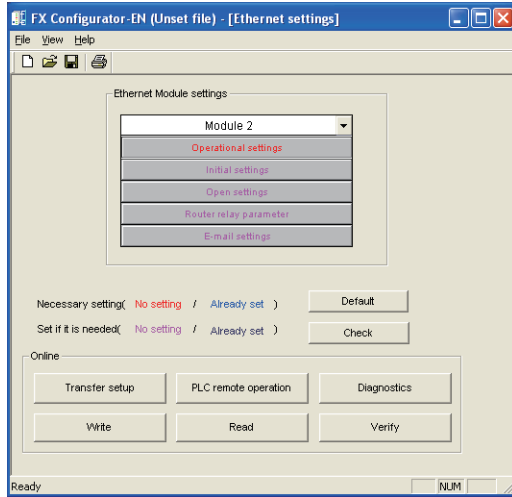 FX Configurator-EN (Unset file) - [Ethernet settings]
File View Help
Ethernet Module settings
Module 2
Operational settings
Initial settings
Open settings
Router relay parameter
E-mail settings
Necessary setting( No setting / Already set ) Default
Set if it is needed( No setting / Already set ) Check
Online
Transfer setup PLC remote operation Diagnostics
Write Read Verify
Ready NUM